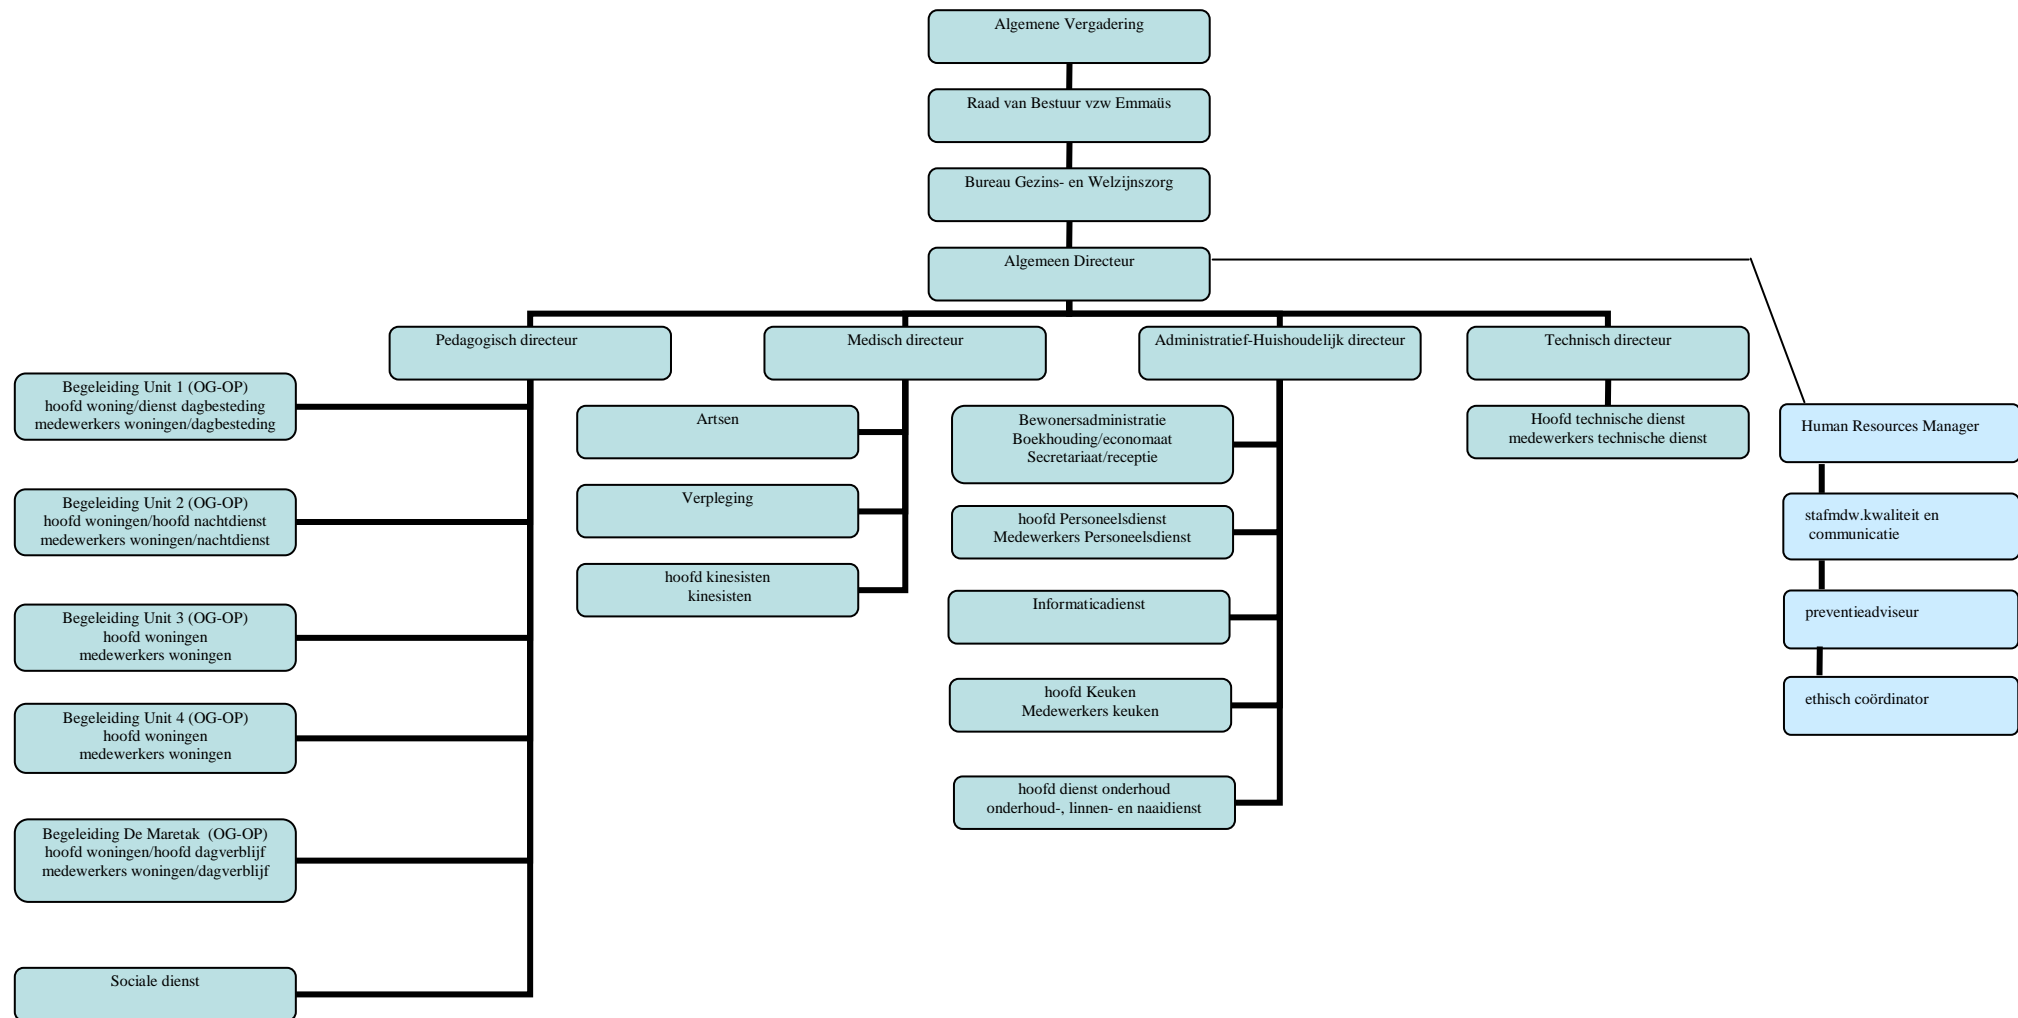 Algemene Vergadering
Raad van Bestuur vzw Emmaüs
Bureau Gezins- en Welzijnszorg
Algemeen Directeur
Pedagogisch directeur
Medisch directeur
Administratief-Huishoudelijk directeur
Technisch directeur
Begeleiding Unit 1 (OG-OP)
hoofd woning/dienst dagbesteding
medewerkers woningen/dagbesteding
Begeleiding Unit 2 (OG-OP)
hoofd woningen/hoofd nachtdienst
medewerkers woningen/nachtdienst
Begeleiding Unit 3 (OG-OP)
hoofd woningen
medewerkers woningen
Begeleiding Unit 4 (OG-OP)
hoofd woningen
medewerkers woningen
Begeleiding De Maretak (OG-OP)
hoofd woningen/hoofd dagverblijf
medewerkers woningen/dagverblijf
Sociale dienst
Artsen
Verpleging
hoofd kinesisten
kinesisten
Bewonersadministratie
Boekhouding/economaat
Secretariaat/receptie
hoofd Personeelsdienst
Medewerkers Personeelsdienst
Informaticadienst
hoofd Keuken
Medewerkers keuken
hoofd dienst onderhoud
onderhoud-, linnen- en naaidienst
Hoofd technische dienst
medewerkers technische dienst
Human Resources Manager
stafmdw.kwaliteit en
communicatie
preventieadviseur
ethisch coördinator